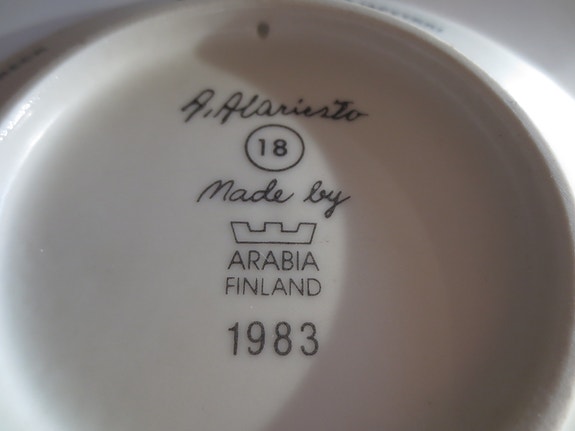 A. Alariesto
18
Made by
ARABIA
FINLAND
1983